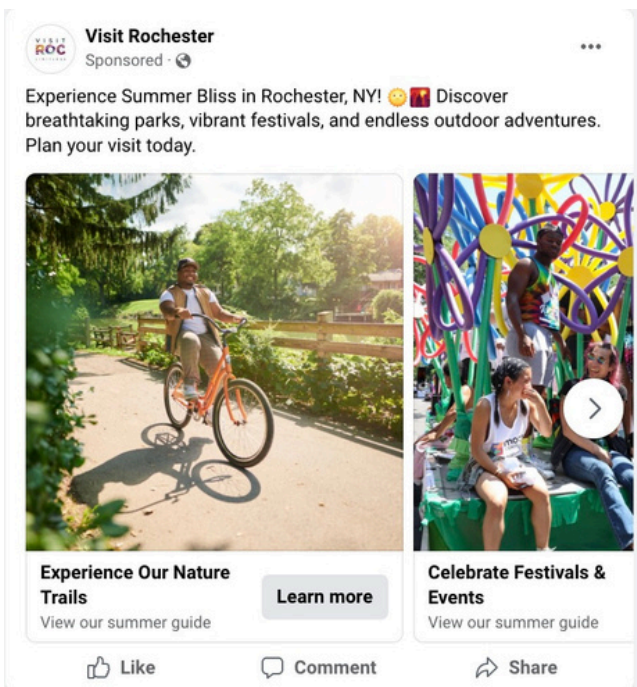 VISIT
ROC
Visit Rochester
Sponsored ·
Experience Summer Bliss in Rochester, NY! 🌞🌇 Discover
breathtaking parks, vibrant festivals, and endless outdoor adventures.
Plan your visit today.
Experience Our Nature
Trails
View our summer guide
Learn more
Celebrate Festivals &
Events
View our summer guide
Like
Comment
Share